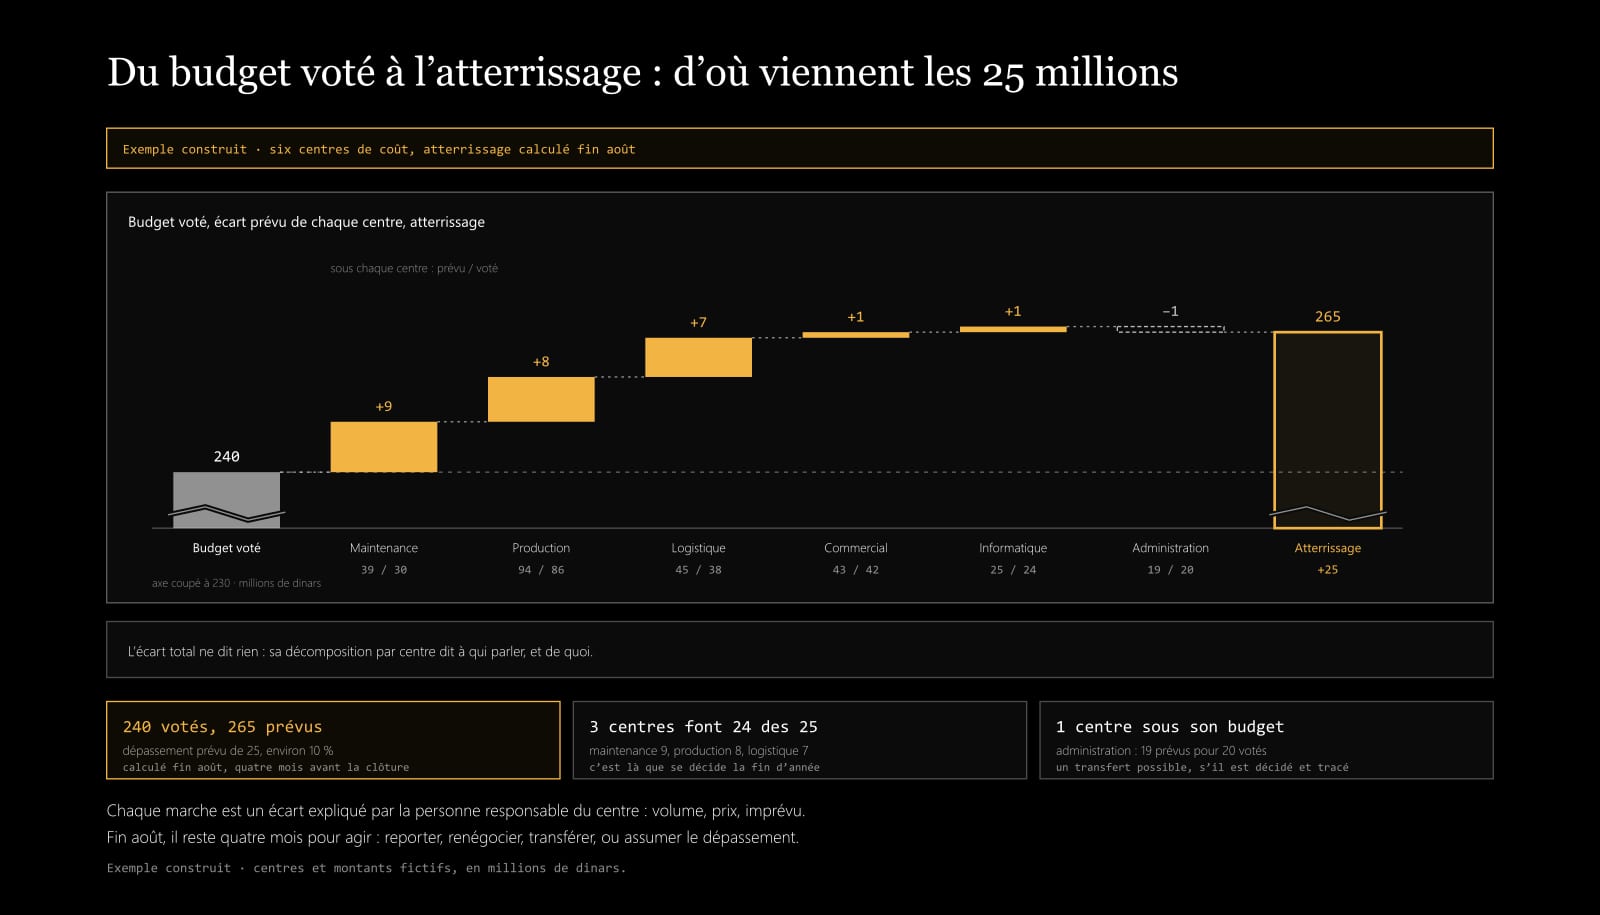 Du budget voté à l’atterrissage : d’où viennent les 25 millions
Exemple construit · six centres de coût, atterrissage calculé fin août
Budget voté, écart prévu de chaque centre, atterrissage
sous chaque centre : prévu / voté
240
+9
+8
+7
+1
+1
−1
265
Budget voté
Maintenance
Production
Logistique
Commercial
Informatique
Administration
Atterrissage
39 / 30
94 / 86
45 / 38
43 / 42
25 / 24
19 / 20
+25
axe coupé à 230 · millions de dinars
L’écart total ne dit rien : sa décomposition par centre dit à qui parler, et de quoi.
240 votés, 265 prévus
dépassement prévu de 25, environ 10 %
calculé fin août, quatre mois avant la clôture
3 centres font 24 des 25
maintenance 9, production 8, logistique 7
c’est là que se décide la fin d’année
1 centre sous son budget
administration : 19 prévus pour 20 votés
un transfert possible, s’il est décidé et tracé
Chaque marche est un écart expliqué par la personne responsable du centre : volume, prix, imprévu.
Fin août, il reste quatre mois pour agir : reporter, renégocier, transférer, ou assumer le dépassement.
Exemple construit · centres et montants fictifs, en millions de dinars.